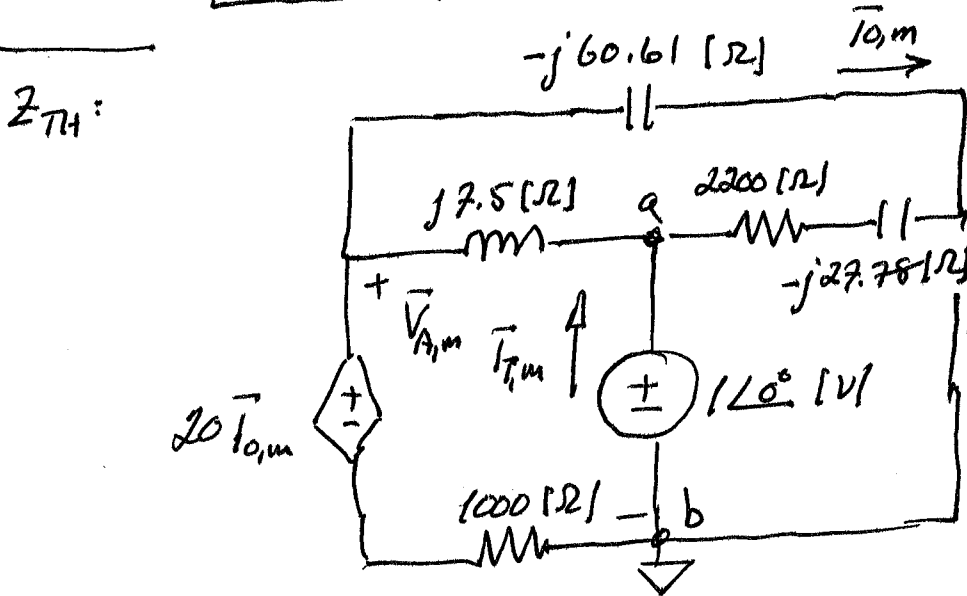 Z_TH:
-j60.61 [Ω]
I_o,m
j7.5 [Ω]
a
2200 [Ω]
-j27.78 [Ω]
+
V_A,m
I_T,m
20 I_o,m
+
-
+
-
1∠0° [V]
1000 [Ω]
-
b